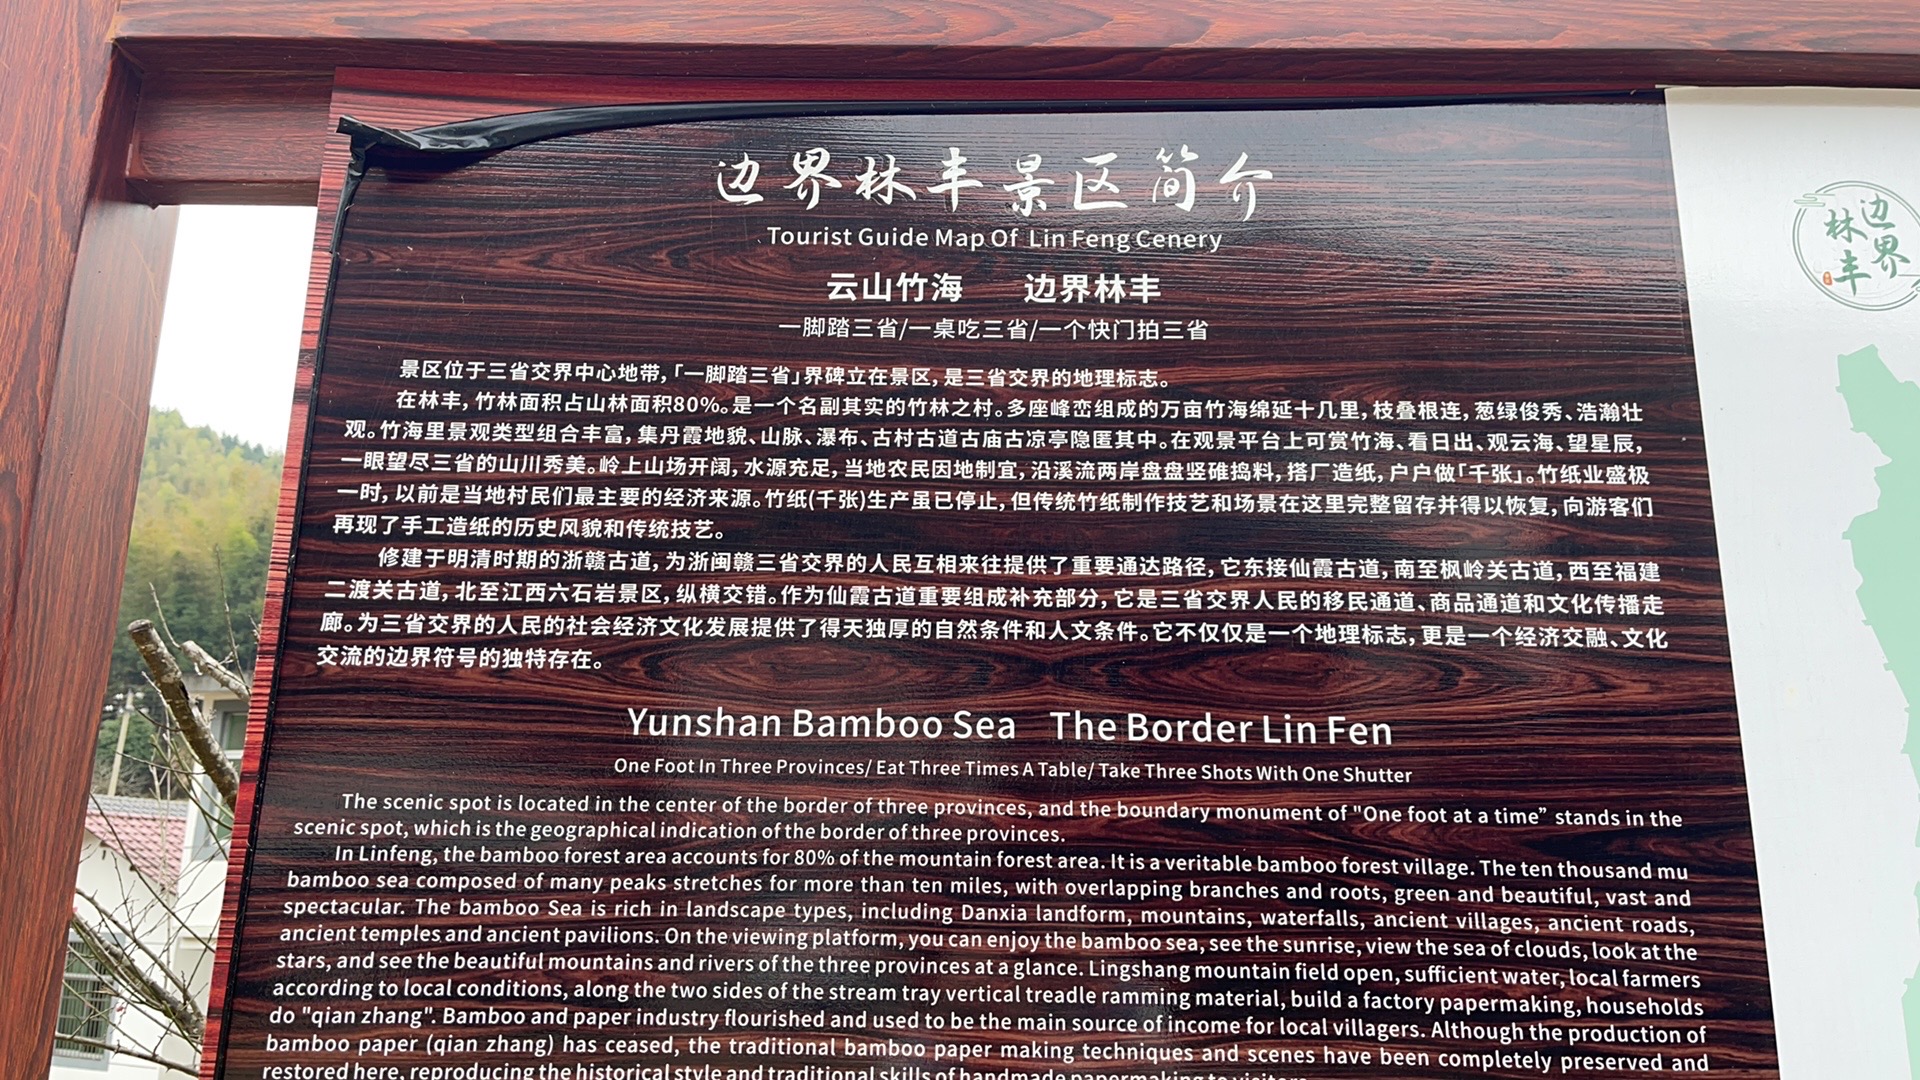 边界林丰景区简介
Tourist Guide Map Of Lin Feng Cenery
云山竹海 边界林丰
一脚踏三省/一桌吃三省/一个快门拍三省
景区位于三省交界中心地带,「一脚踏三省」界碑立在景区,是三省交界的地理标志。
在林丰,竹林面积占山林面积80%。是一个名副其实的竹林之村。多座峰峦组成的万亩竹海绵延十几里,枝叠根连,葱绿俊秀、浩瀚壮
观。竹海里景观类型组合丰富,集丹霞地貌、山脉、瀑布、古村古道古庙古凉亭隐匿其中。在观景平台上可赏竹海、看日出、观云海、望星辰,
一眼望尽三省的山川秀美。岭上山场开阔,水源充足,当地农民因地制宜,沿溪流两岸盘盘竖碓捣料,搭厂造纸,户户做「千张」。竹纸业盛极
一时,以前是当地村民们最主要的经济来源。竹纸(千张)生产虽已停止,但传统竹纸制作技艺和场景在这里完整留存并得以恢复,向游客们
再现了手工造纸的历史风貌和传统技艺。
修建于明清时期的浙赣古道,为浙闽赣三省交界的人民互相来往提供了重要通达路径,它东接仙霞古道,南至枫岭关古道,西至福建
二渡关古道,北至江西六石岩景区,纵横交错。作为仙霞古道重要组成补充部分,它是三省交界人民的移民通道、商品通道和文化传播走
廊。为三省交界的人民的社会经济文化发展提供了得天独厚的自然条件和人文条件。它不仅仅是一个地理标志,更是一个经济交融、文化
交流的边界符号的独特存在。
Yunshan Bamboo Sea The Border Lin Fen
One Foot In Three Provinces/ Eat Three Times A Table/ Take Three Shots With One Shutter
The scenic spot is located in the center of the border of three provinces, and the boundary monument of "One foot at a time" stands in the
scenic spot, which is the geographical indication of the border of three provinces.
In Linfeng, the bamboo forest area accounts for 80% of the mountain forest area. It is a veritable bamboo forest village. The ten thousand mu
bamboo sea composed of many peaks stretches for more than ten miles, with overlapping branches and roots, green and beautiful, vast and
spectacular. The bamboo Sea is rich in landscape types, including Danxia landform, mountains, waterfalls, ancient villages, ancient roads,
ancient temples and ancient pavilions. On the viewing platform, you can enjoy the bamboo sea, see the sunrise, view the sea of clouds, look at the
stars, and see the beautiful mountains and rivers of the three provinces at a glance. Lingshang mountain field open, sufficient water, local farmers
according to local conditions, along the two sides of the stream tray vertical treadle ramming material, build a factory papermaking, households
do "qian zhang". Bamboo and paper industry flourished and used to be the main source of income for local villagers. Although the production of
bamboo paper (qian zhang) has ceased, the traditional bamboo paper making techniques and scenes have been completely preserved and
restored here, reproducing the historical style and traditional skills of handmade papermaking to visitors.
边界
林丰